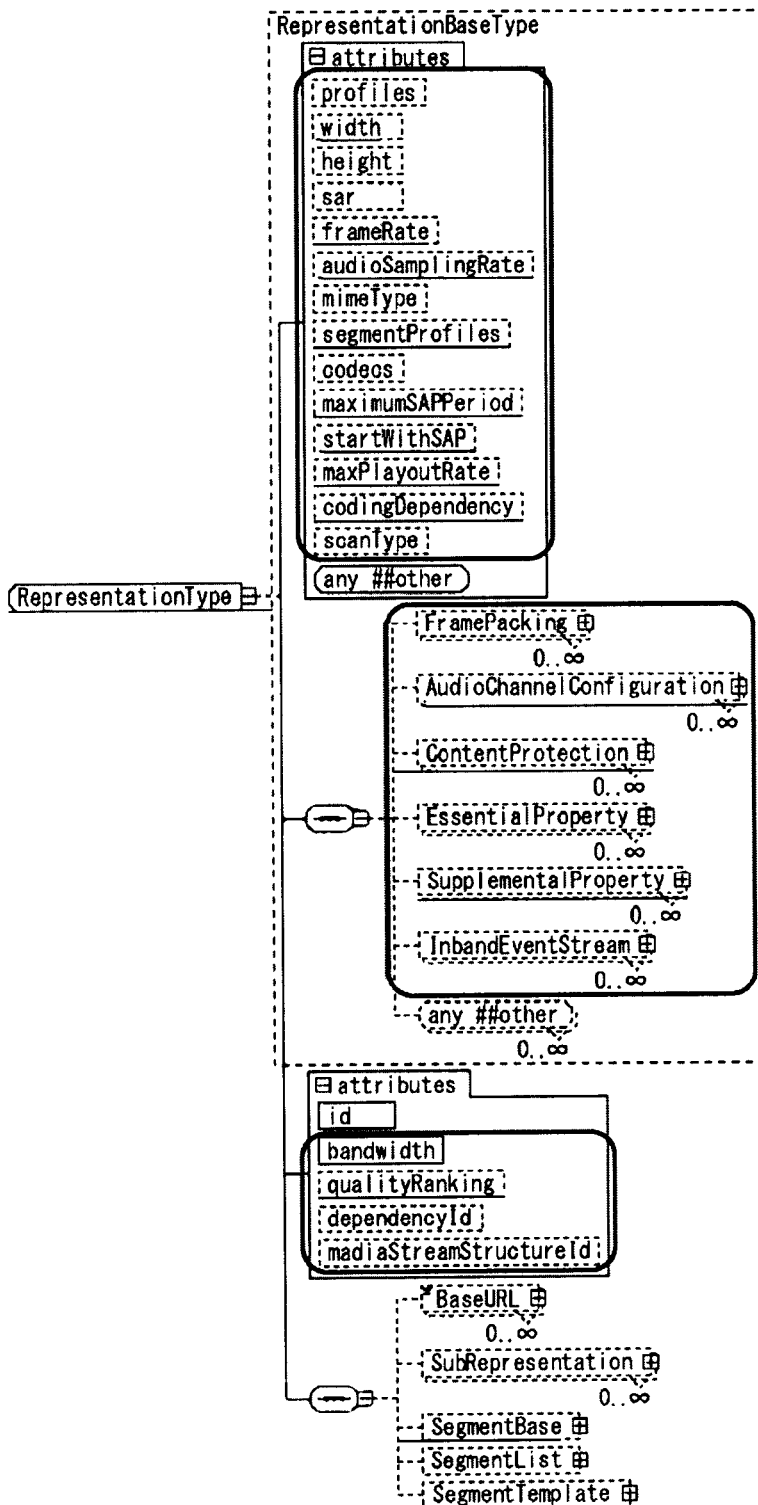 RepresentationBaseType
attributes
profiles
width
height
sar
frameRate
audioSamplingRate
mimeType
segmentProfiles
codecs
maximumSAPPeriod
startWithSAP
maxPlayoutRate
codingDependency
scanType
any ##other
RepresentationType
FramePacking
0..∞
AudioChannelConfiguration
0..∞
ContentProtection
0..∞
EssentialProperty
0..∞
SupplementalProperty
0..∞
InbandEventStream
0..∞
any ##other
0..∞
attributes
id
bandwidth
qualityRanking
dependencyId
madiaStreamStructureId
BaseURL
0..∞
SubRepresentation
0..∞
SegmentBase
SegmentList
SegmentTemplate